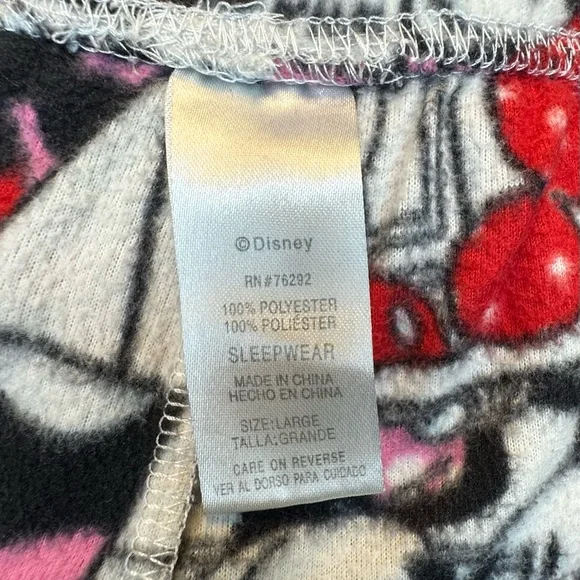 ©Disney
RN#76292
100% POLYESTER
100% POLIÉSTER
SLEEPWEAR
MADE IN CHINA
HECHO EN CHINA
SIZE:LARGE
TALLA:GRANDE
CARE ON REVERSE
VER AL DORSO PARA CUIDADO